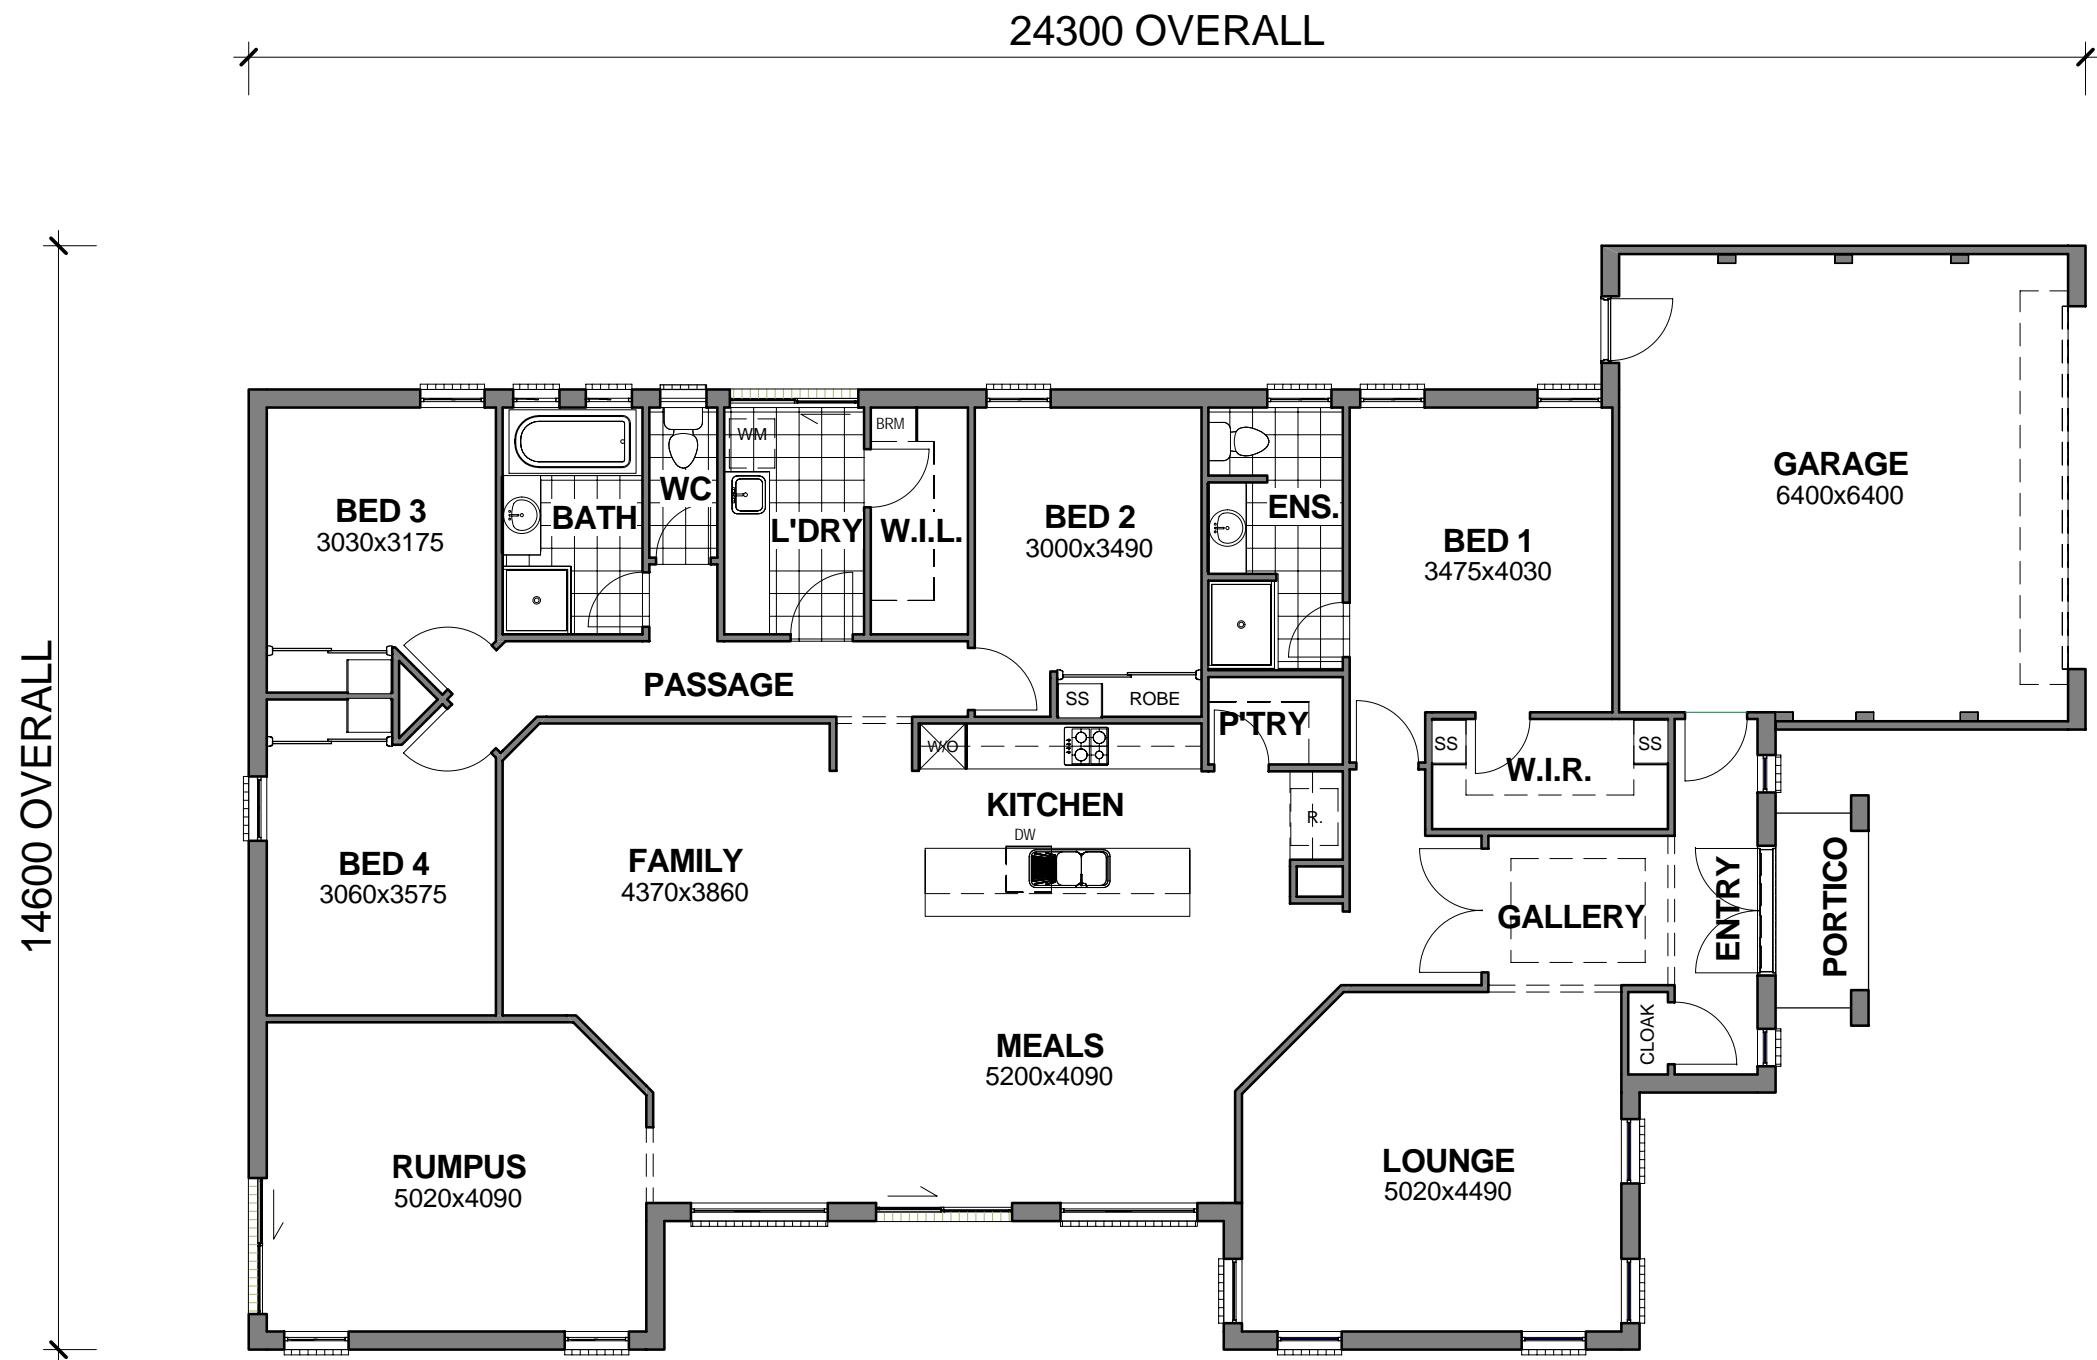 24300 OVERALL
14600 OVERALL
GARAGE
6400x6400
BED 3
3030x3175
BATH
WC
WM
L'DRY
BRM
W.I.L.
BED 2
3000x3490
ENS.
BED 1
3475x4030
PASSAGE
SS
ROBE
P'TRY
SS
SS
W.I.R.
W/O
KITCHEN
DW
R.
BED 4
3060x3575
FAMILY
4370x3860
GALLERY
ENTRY
PORTICO
CLOAK
MEALS
5200x4090
RUMPUS
5020x4090
LOUNGE
5020x4490